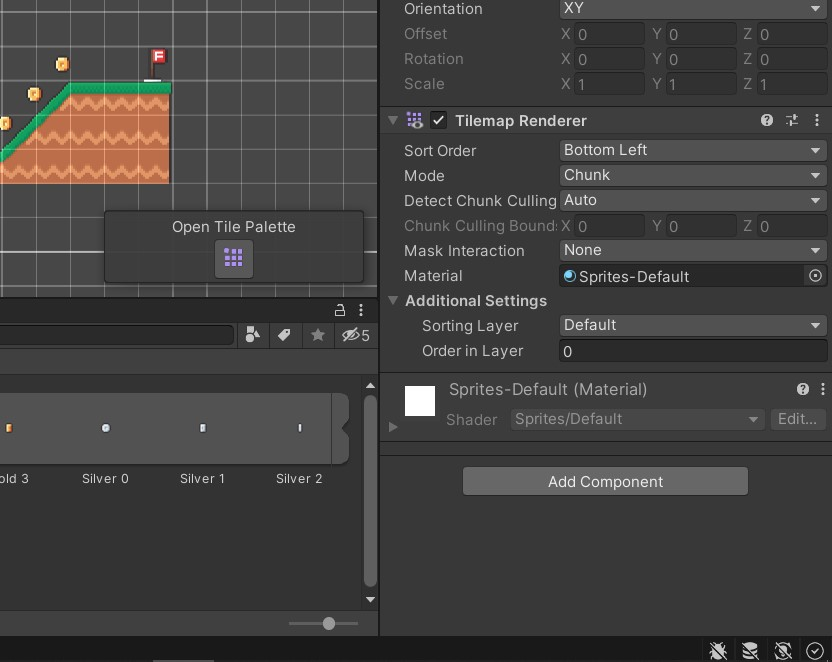 Orientation XY
Offset X 0 Y 0 Z 0
Rotation X 0 Y 0 Z 0
Scale X 1 Y 1 Z 1
F
Tilemap Renderer
Sort Order Bottom Left
Mode Chunk
Detect Chunk Culling Auto
Chunk Culling Bounds X 0 Y 0 Z 0
Mask Interaction None
Material Sprites-Default
Additional Settings
Sorting Layer Default
Order in Layer 0
Sprites-Default (Material)
Shader Sprites/Default Edit...
Add Component
Open Tile Palette
5
old 3 Silver 0 Silver 1 Silver 2